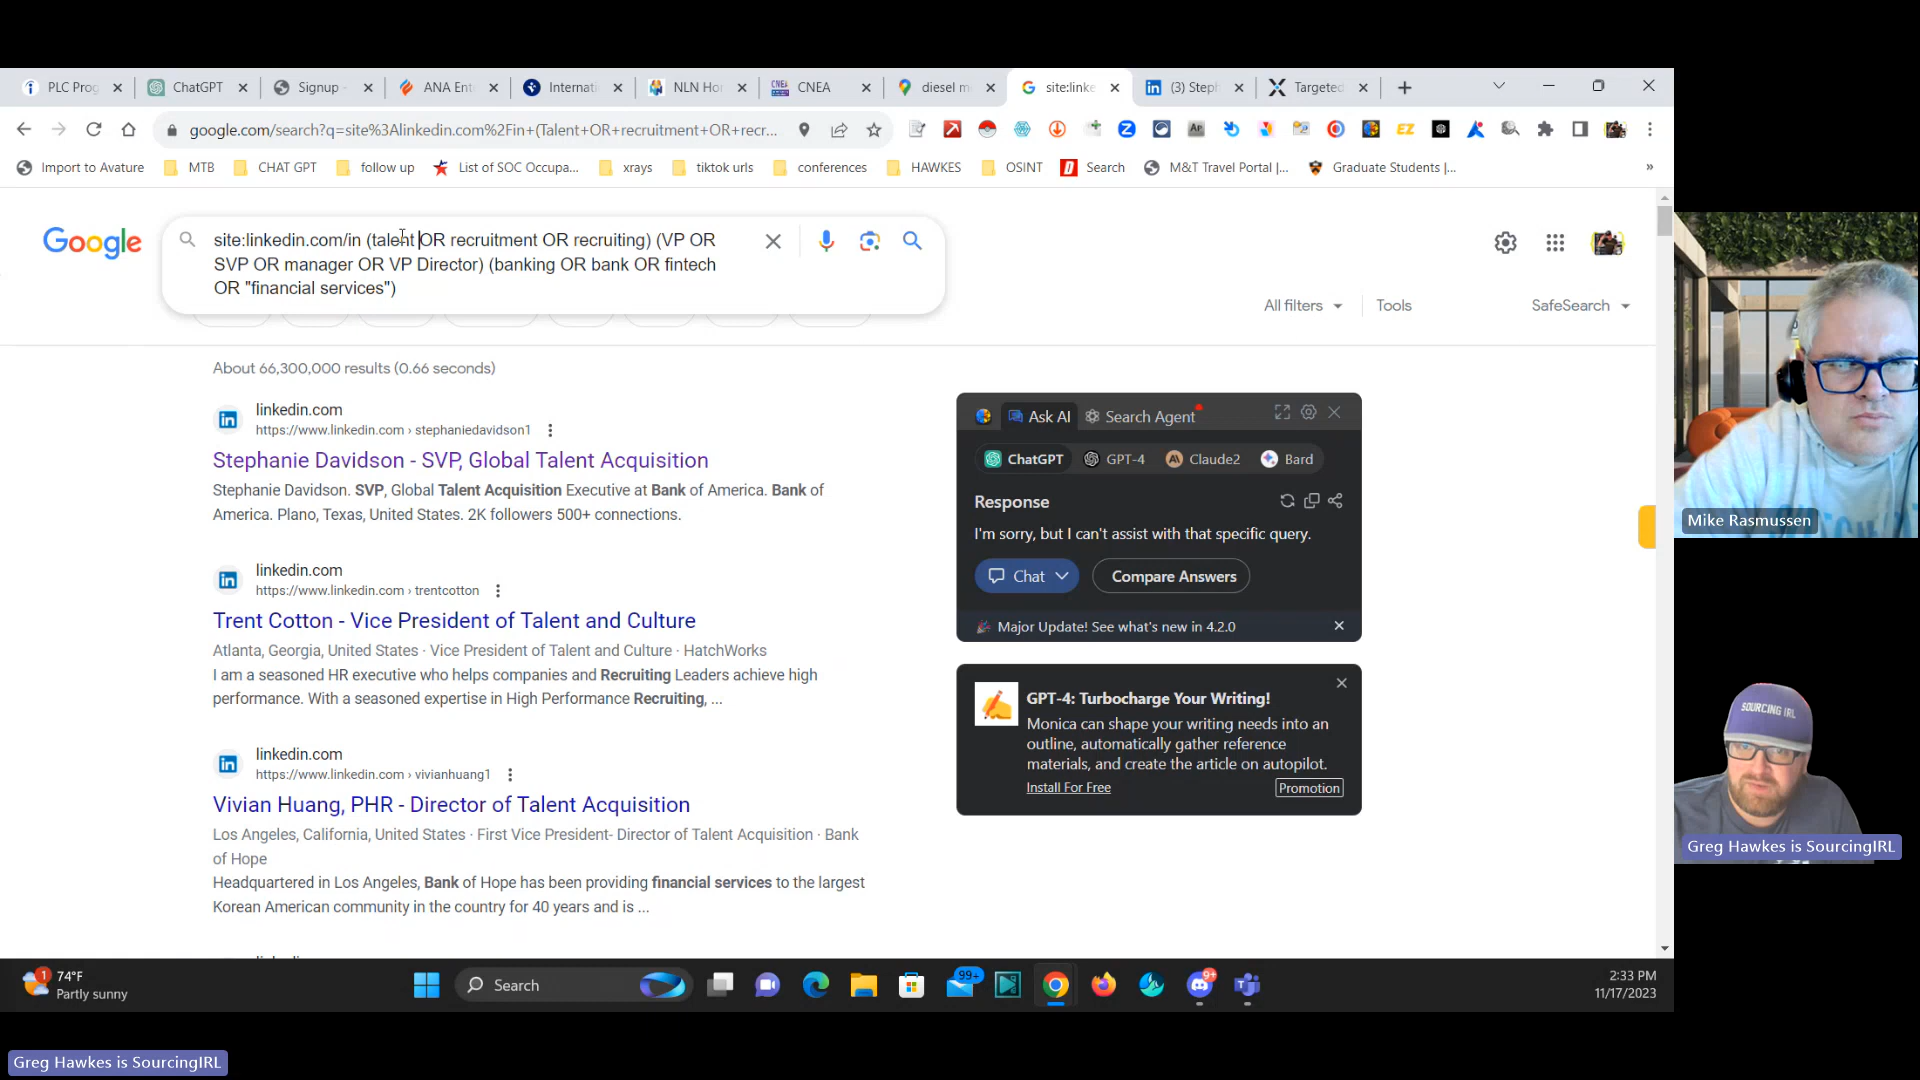 PLC Prog
ChatGPT
Signup
ANA Ent
Internati
NLN Ho
CNEA
diesel m
site:linke
(3) Steph
Targeted
google.com/search?q=site%3Alinkedin.com%2Fin+(Talent+OR+recruitment+OR+recr...
Import to Avature
MTB
CHAT GPT
follow up
List of SOC Occupa...
xrays
tiktok urls
conferences
HAWKES
OSINT
Search
M&T Travel Portal |...
Graduate Students |...
Google
site:linkedin.com/in (talent OR recruitment OR recruiting) (VP OR
SVP OR manager OR VP Director) (banking OR bank OR fintech
OR "financial services")
All filters
Tools
SafeSearch
About 66,300,000 results (0.66 seconds)
linkedin.com
https://www.linkedin.com › stephaniedavidson1
Stephanie Davidson - SVP, Global Talent Acquisition
Stephanie Davidson. SVP, Global Talent Acquisition Executive at Bank of America. Bank of
America. Plano, Texas, United States. 2K followers 500+ connections.
linkedin.com
https://www.linkedin.com › trentcotton
Trent Cotton - Vice President of Talent and Culture
Atlanta, Georgia, United States · Vice President of Talent and Culture · HatchWorks
I am a seasoned HR executive who helps companies and Recruiting Leaders achieve high
performance. With a seasoned expertise in High Performance Recruiting, ...
linkedin.com
https://www.linkedin.com › vivianhuang1
Vivian Huang, PHR - Director of Talent Acquisition
Los Angeles, California, United States · First Vice President- Director of Talent Acquisition · Bank
of Hope
Headquartered in Los Angeles, Bank of Hope has been providing financial services to the largest
Korean American community in the country for 40 years and is ...
Ask AI
Search Agent
ChatGPT
GPT-4
Claude2
Bard
Response
I'm sorry, but I can't assist with that specific query.
Chat
Compare Answers
Major Update! See what's new in 4.2.0
GPT-4: Turbocharge Your Writing!
Monica can shape your writing needs into an
outline, automatically gather reference
materials, and create the article on autopilot.
Install For Free
Promotion
Mike Rasmussen
SOURCING IRL
Greg Hawkes is SourcingIRL
1
74°F
Partly sunny
Search
99+
9+
2:33 PM
11/17/2023
Greg Hawkes is SourcingIRL